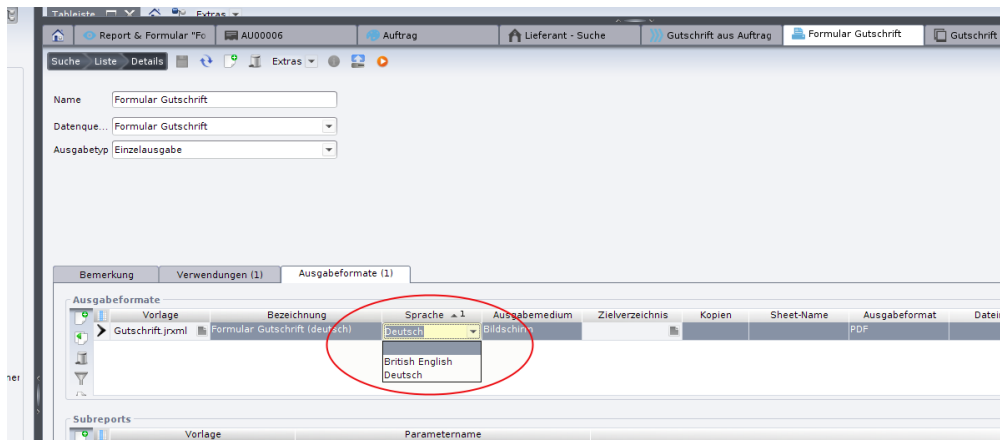 Tableiste Extras
Report & Formular "Fo AU00006 Auftrag Lieferant - Suche Gutschrift aus Auftrag Formular Gutschrift Gutschrift
Suche Liste Details Extras
Name Formular Gutschrift
Datenque... Formular Gutschrift
Ausgabetyp Einzelausgabe
Bemerkung Verwendungen (1) Ausgabeformate (1)
Ausgabeformate
Vorlage Bezeichnung Sprache 1 Ausgabemedium Zielverzeichnis Kopien Sheet-Name Ausgabeformat Datein
Gutschrift.jrxml Formular Gutschrift (deutsch) Deutsch Bildschirm PDF
British English
Deutsch
ner
Subreports
Vorlage Parametername